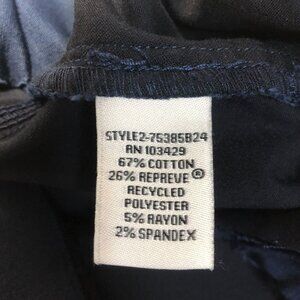 STYLE2-75385B24
RN 103429
67% COTTON
26% REPREVE®
RECYCLED
POLYESTER
5% RAYON
2% SPANDEX